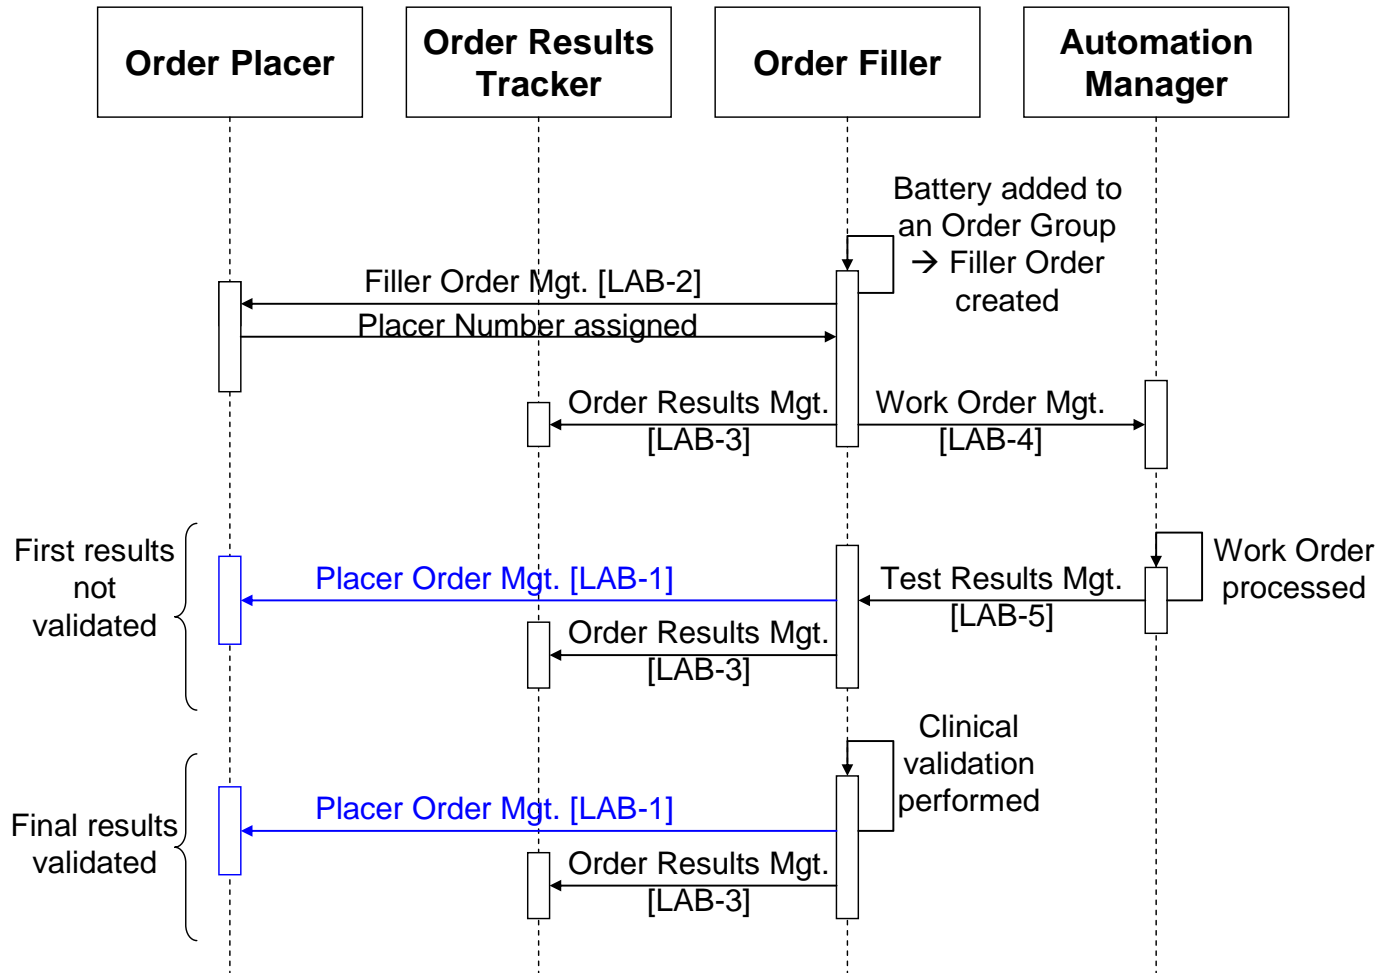 Order Placer
Order Results
Tracker
Order Filler
Automation
Manager
Battery added to
an Order Group
→ Filler Order
created
Filler Order Mgt. [LAB-2]
Placer Number assigned
Order Results Mgt.
[LAB-3]
Work Order Mgt.
[LAB-4]
First results
not
validated
Placer Order Mgt. [LAB-1]
Test Results Mgt.
[LAB-5]
Work Order
processed
Order Results Mgt.
[LAB-3]
Clinical
validation
performed
Final results
validated
Placer Order Mgt. [LAB-1]
Order Results Mgt.
[LAB-3]